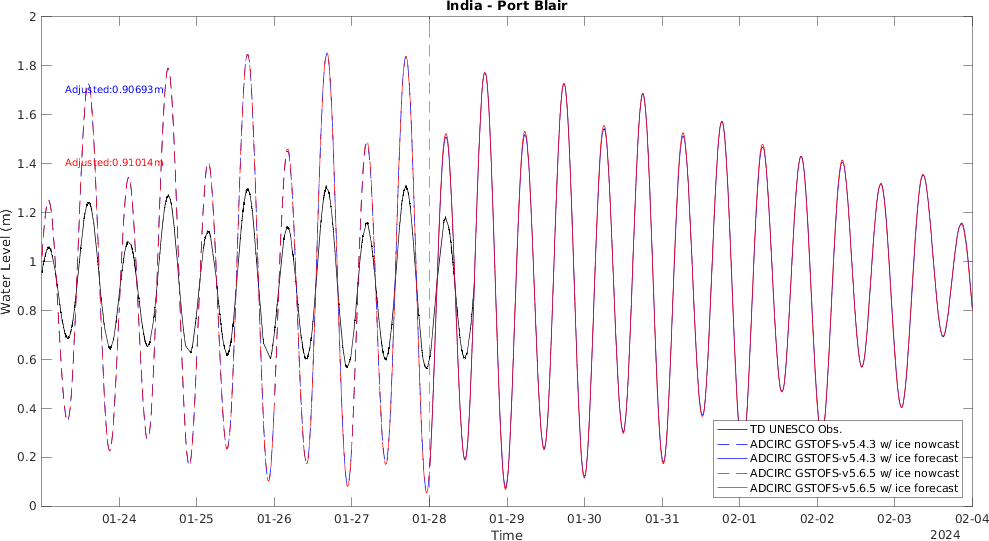 India - Port Blair
2
1.8
1.6
1.4
1.2
1
0.8
0.6
0.4
0.2
0
Water Level (m)
Adjusted:0.90693m
Adjusted:0.91014m
TD UNESCO Obs.
ADCIRC GSTOFS-v5.4.3 w/ ice nowcast
ADCIRC GSTOFS-v5.4.3 w/ ice forecast
ADCIRC GSTOFS-v5.6.5 w/ ice nowcast
ADCIRC GSTOFS-v5.6.5 w/ ice forecast
01-24 01-25 01-26 01-27 01-28 01-29 01-30 01-31 02-01 02-02 02-03 02-04
Time
2024